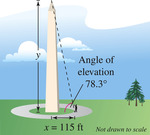 y
Angle of
elevation
78.3°
x = 115 ft
Not drawn to scale